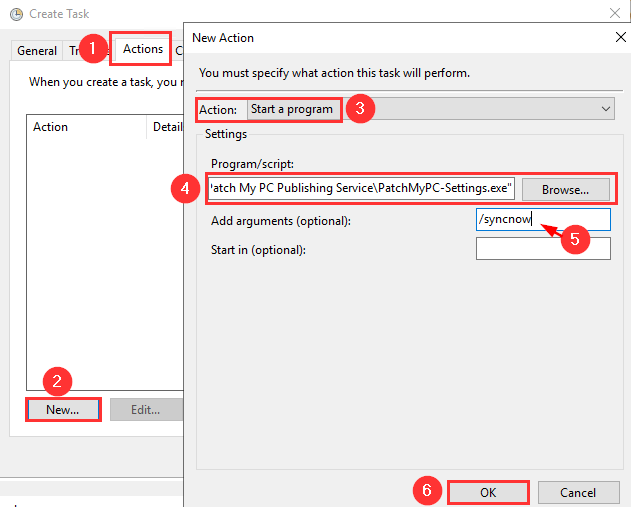 Create Task
New Action
General
1
Actions
You must specify what action this task will perform.
When you create a task, you
Action:
Start a program
3
Action
Detail
Settings
Program/script:
4
atch My PC Publishing Service\PatchMyPC-Settings.exe"
Browse...
Add arguments (optional):
/syncnow
5
Start in (optional):
2
New...
Edit...
6
OK
Cancel